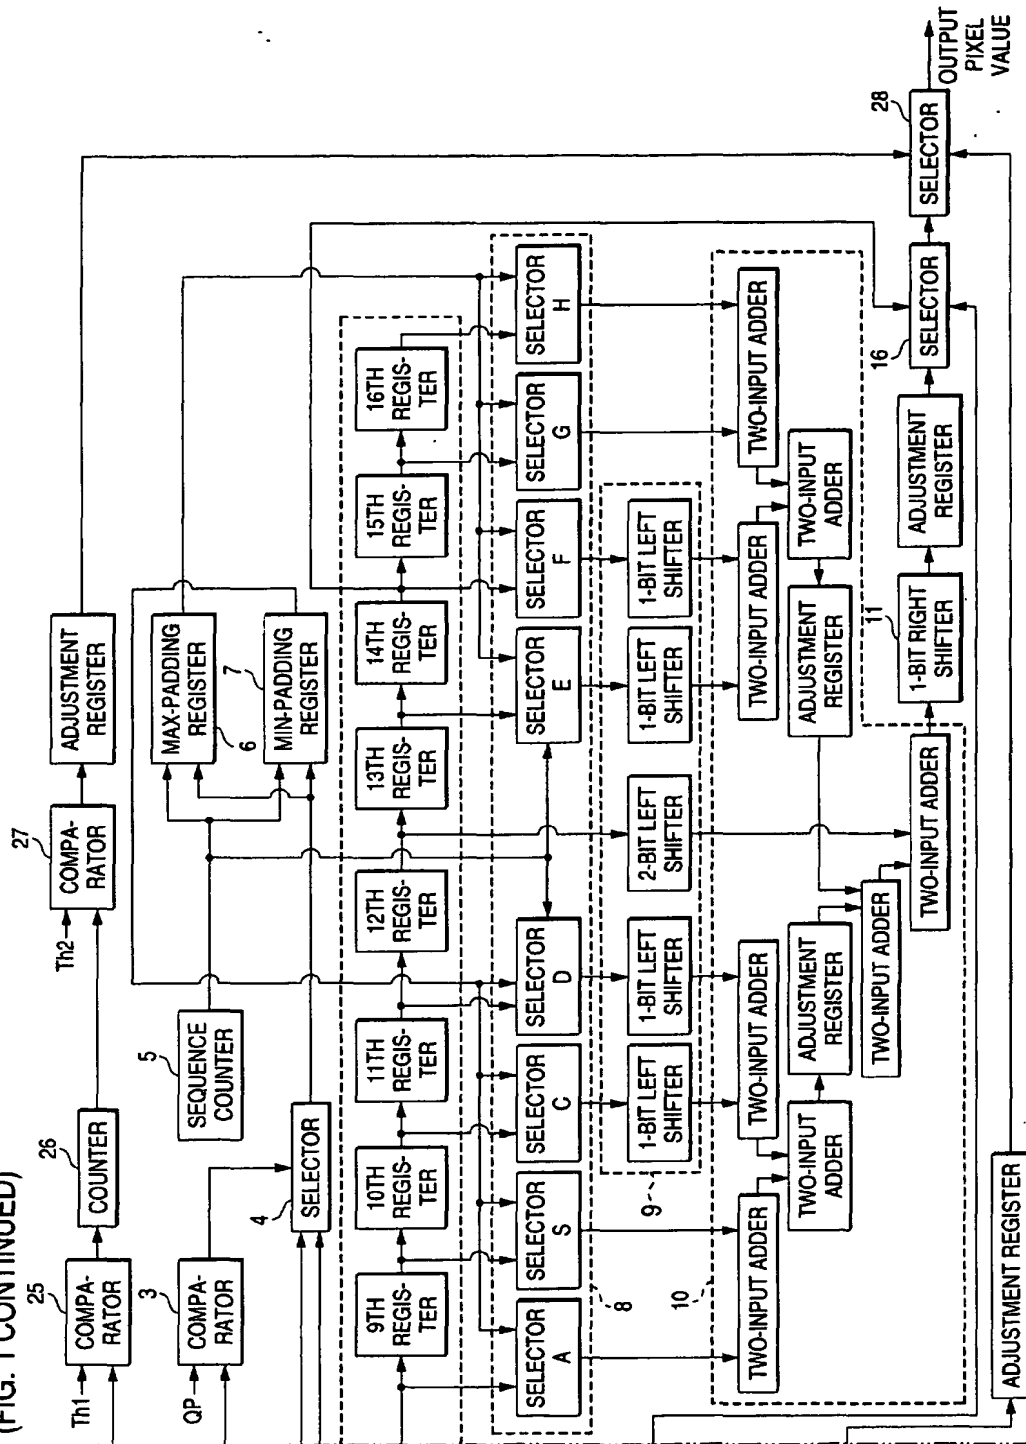 (FIG. 1 CONTINUED)
Th1
25
COMPA-
RATOR
26
COUNTER
Th2
27
COMPA-
RATOR
ADJUSTMENT
REGISTER
QP
3
COMPA-
RATOR
4
SELECTOR
5
SEQUENCE
COUNTER
MAX-PADDING
REGISTER
6
7
MIN-PADDING
REGISTER
9TH
REGIS-
TER
10TH
REGIS-
TER
11TH
REGIS-
TER
12TH
REGIS-
TER
13TH
REGIS-
TER
14TH
REGIS-
TER
15TH
REGIS-
TER
16TH
REGIS-
TER
SELECTOR
A
SELECTOR
S
SELECTOR
C
SELECTOR
D
SELECTOR
E
SELECTOR
F
SELECTOR
G
SELECTOR
H
8
9
1-BIT LEFT
SHIFTER
1-BIT LEFT
SHIFTER
2-BIT LEFT
SHIFTER
1-BIT LEFT
SHIFTER
1-BIT LEFT
SHIFTER
10
TWO-INPUT ADDER
TWO-INPUT ADDER
TWO-INPUT ADDER
TWO-INPUT ADDER
TWO-INPUT
ADDER
ADJUSTMENT
REGISTER
ADJUSTMENT
REGISTER
TWO-INPUT
ADDER
TWO-INPUT ADDER
TWO-INPUT ADDER
11
1-BIT RIGHT
SHIFTER
ADJUSTMENT
REGISTER
16
SELECTOR
28
SELECTOR
OUTPUT
PIXEL
VALUE
ADJUSTMENT REGISTER